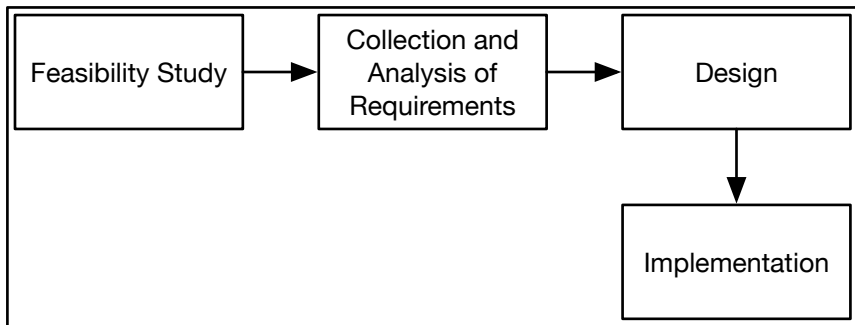 Feasibility Study
Collection and
Analysis of
Requirements
Design
Implementation